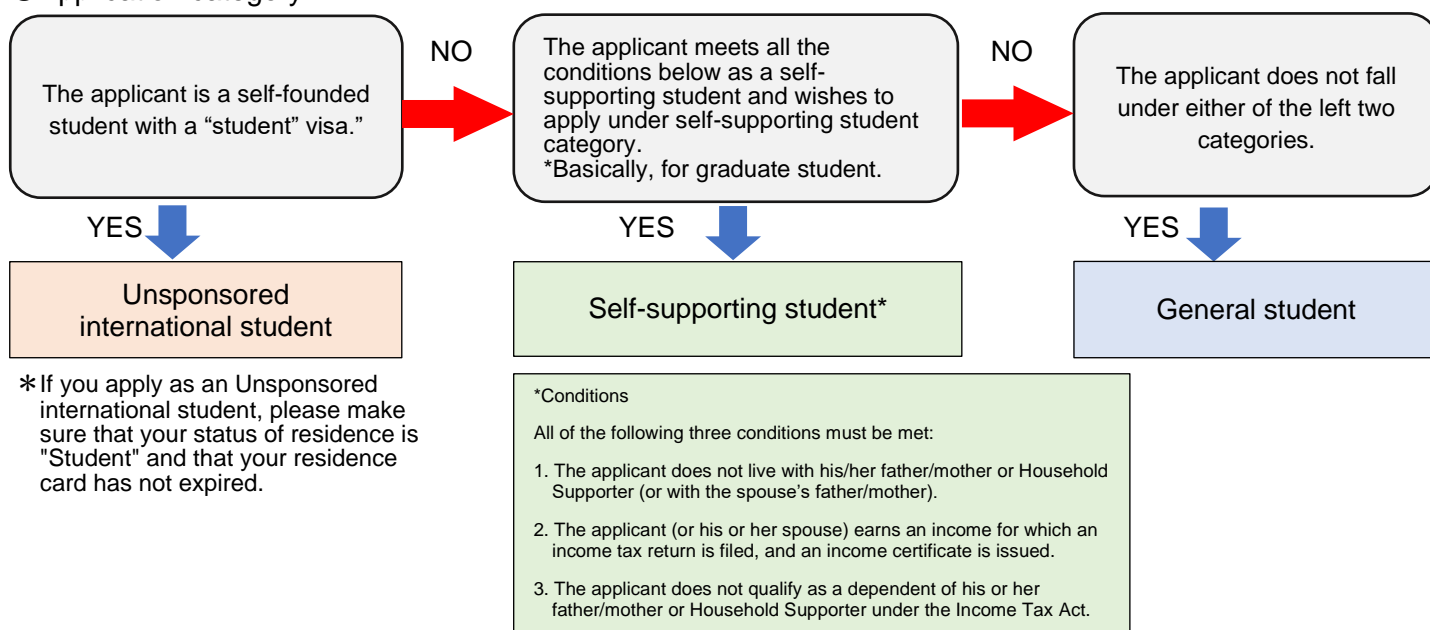 The applicant is a self-founded
student with a “student” visa.”
NO
The applicant meets all the
conditions below as a self-
supporting student and wishes to
apply under self-supporting student
category.
*Basically, for graduate student.
NO
The applicant does not fall
under either of the left two
categories.
YES
YES
YES
Unsponsored
international student
Self-supporting student*
General student
*If you apply as an Unsponsored
international student, please make
sure that your status of residence is
"Student" and that your residence
card has not expired.
*Conditions
All of the following three conditions must be met:
1. The applicant does not live with his/her father/mother or Household
Supporter (or with the spouse’s father/mother).
2. The applicant (or his or her spouse) earns an income for which an
income tax return is filed, and an income certificate is issued.
3. The applicant does not qualify as a dependent of his or her
father/mother or Household Supporter under the Income Tax Act.